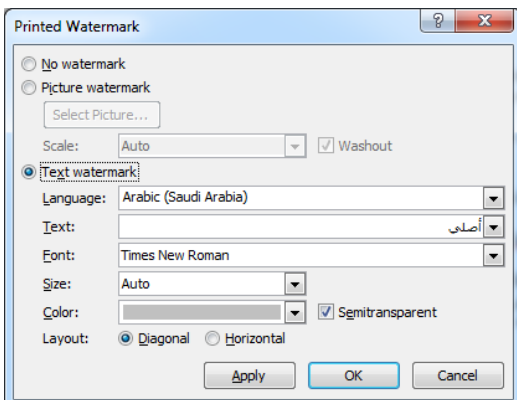 Printed Watermark
No watermark
Picture watermark
Select Picture...
Scale: Auto Washout
Text watermark
Language: Arabic (Saudi Arabia)
Text: أصلي
Font: Times New Roman
Size: Auto
Color: Semitransparent
Layout: Diagonal Horizontal
Apply OK Cancel